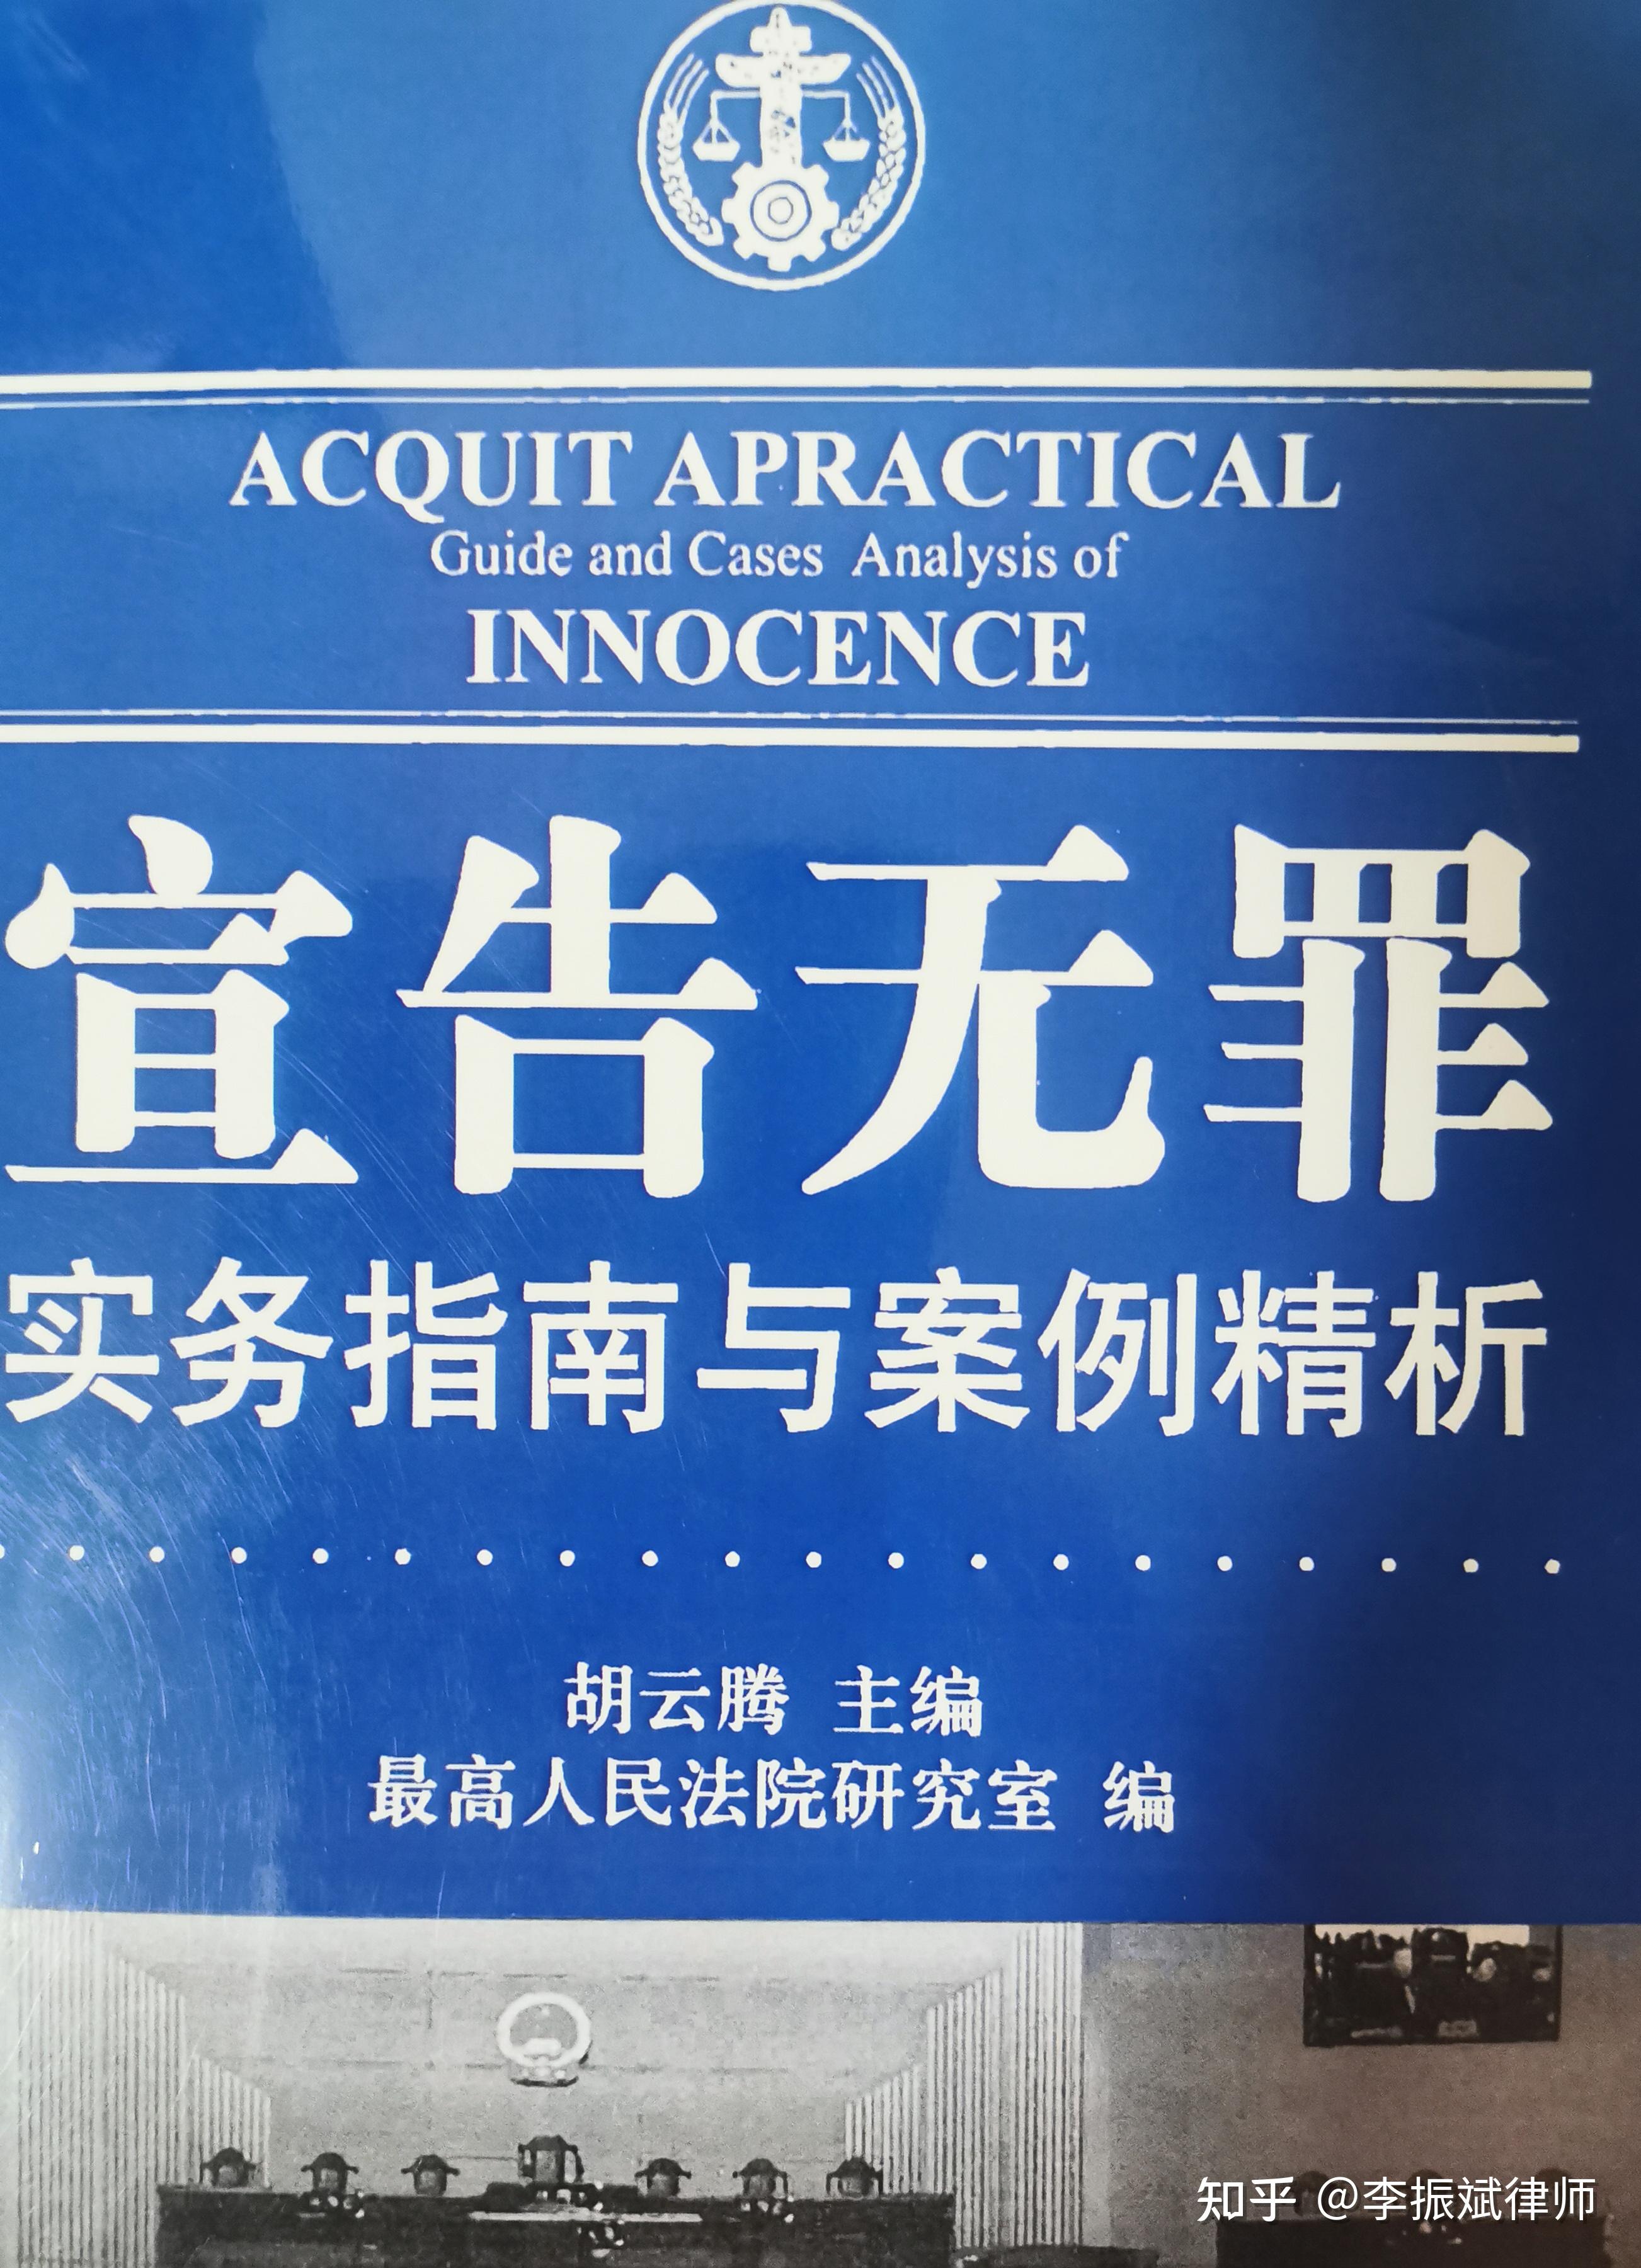 ACQUIT APRACTICAL
Guide and Cases Analysis of
INNOCENCE
宣告无罪
实务指南与案例精析
胡云腾 主编
最高人民法院研究室 编
知乎 @李振斌律师